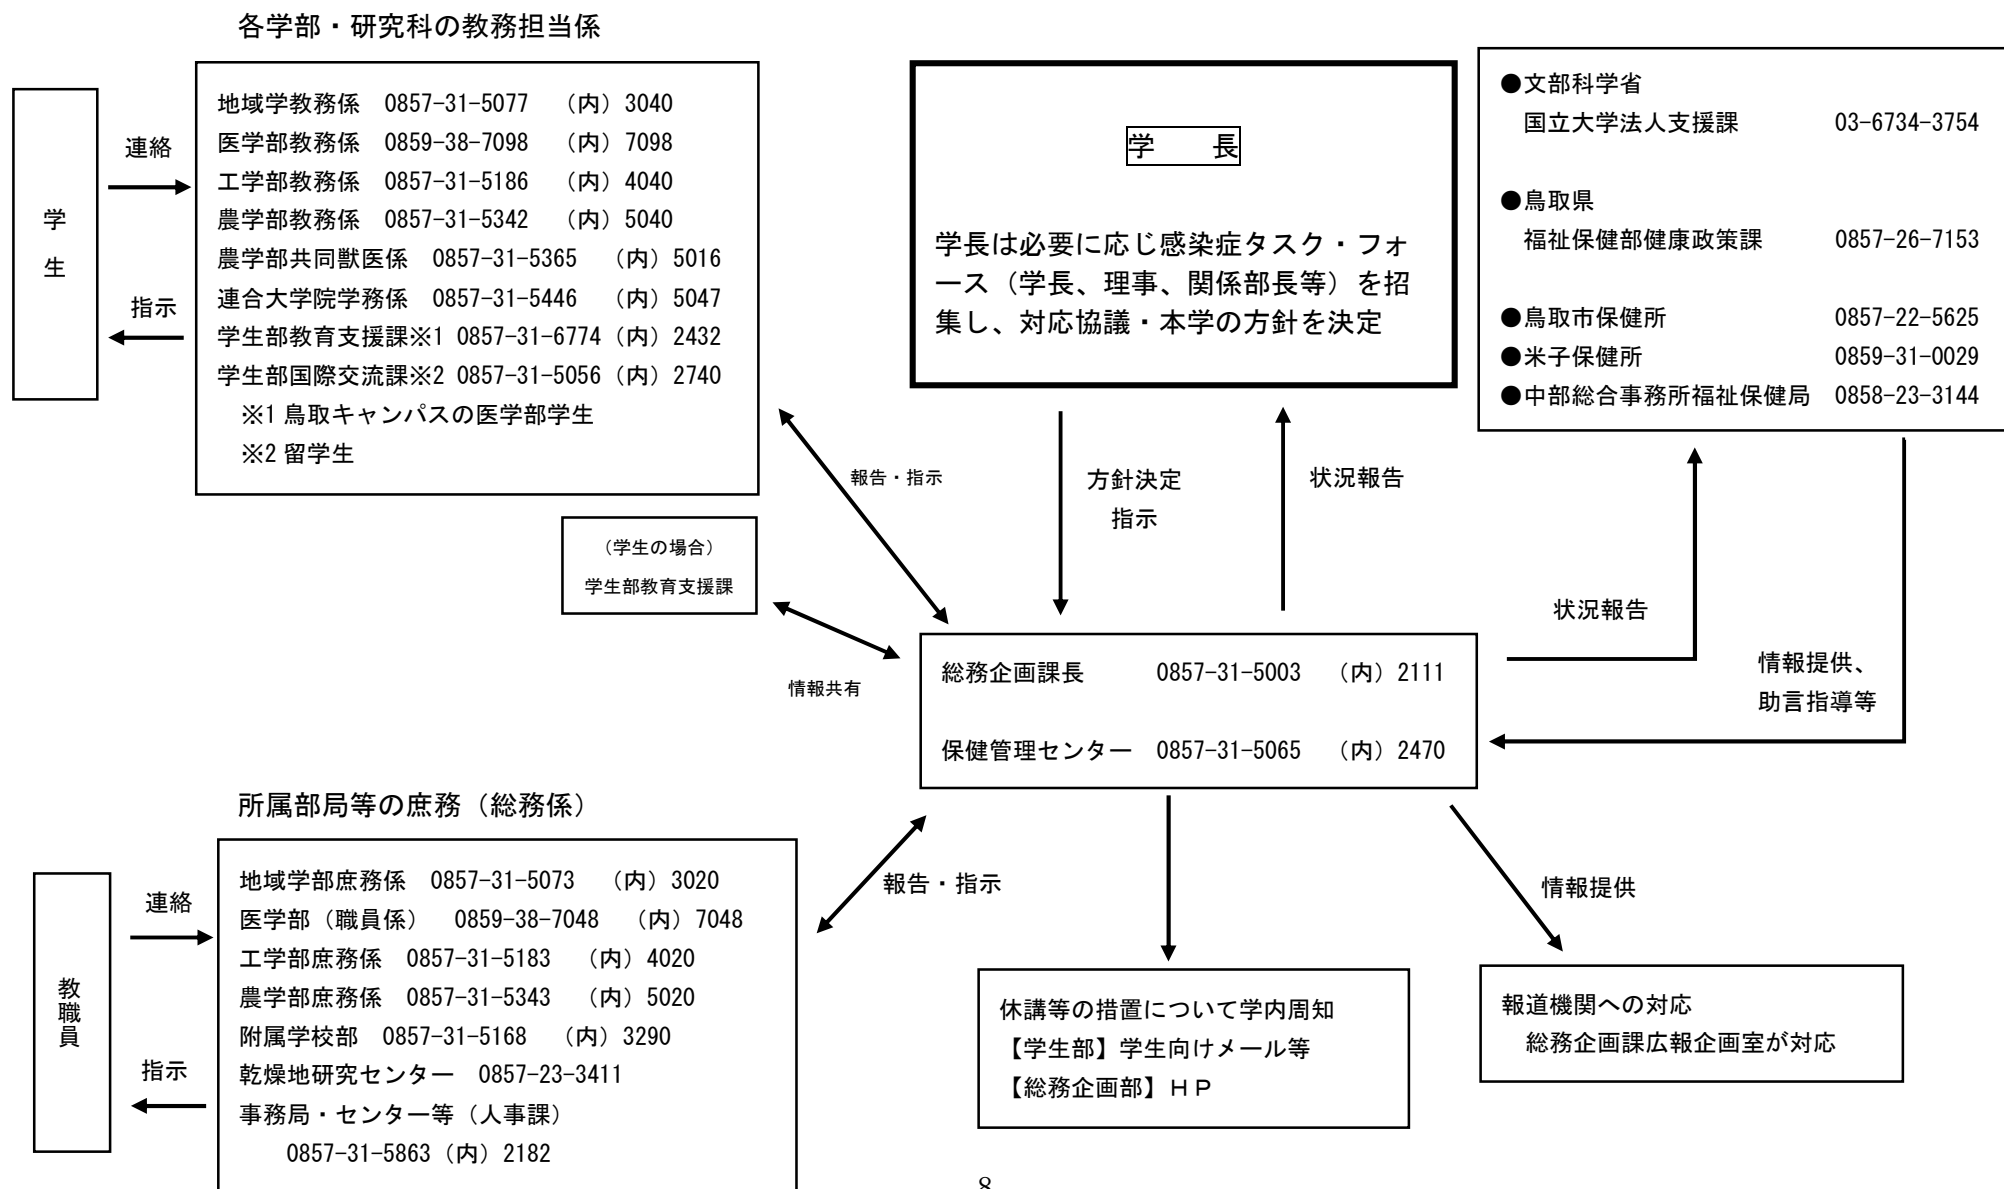 各学部・研究科の教務担当係
学生
連絡
指示
地域学教務係 0857-31-5077 （内）3040
医学部教務係 0859-38-7098 （内）7098
工学部教務係 0857-31-5186 （内）4040
農学部教務係 0857-31-5342 （内）5040
農学部共同獣医係 0857-31-5365 （内）5016
連合大学院学務係 0857-31-5446 （内）5047
学生部教育支援課※1 0857-31-6774（内）2432
学生部国際交流課※2 0857-31-5056（内）2740
※1 鳥取キャンパスの医学部学生
※2 留学生
学　　長
学長は必要に応じ感染症タスク・フォ
ース（学長、理事、関係部長等）を招
集し、対応協議・本学の方針を決定
●文部科学省
国立大学法人支援課 03-6734-3754
●鳥取県
福祉保健部健康政策課 0857-26-7153
●鳥取市保健所 0857-22-5625
●米子保健所 0859-31-0029
●中部総合事務所福祉保健局 0858-23-3144
報告・指示
方針決定
指示
状況報告
（学生の場合）
学生部教育支援課
情報共有
状況報告
情報提供、
助言指導等
総務企画課長 0857-31-5003 （内）2111
保健管理センター 0857-31-5065 （内）2470
所属部局等の庶務（総務係）
教職員
連絡
指示
地域学部庶務係 0857-31-5073 （内）3020
医学部（職員係） 0859-38-7048 （内）7048
工学部庶務係 0857-31-5183 （内）4020
農学部庶務係 0857-31-5343 （内）5020
附属学校部 0857-31-5168 （内）3290
乾燥地研究センター 0857-23-3411
事務局・センター等（人事課）
0857-31-5863（内）2182
報告・指示
情報提供
休講等の措置について学内周知
【学生部】学生向けメール等
【総務企画部】ＨＰ
報道機関への対応
総務企画課広報企画室が対応
8